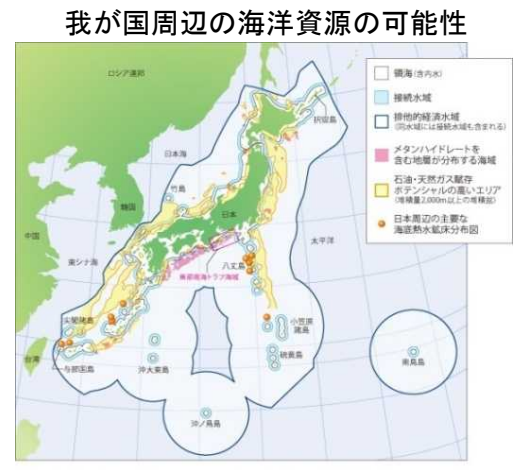 我が国周辺の海洋資源の可能性
ロシア連邦
択捉島
日本海
竹島
韓国
日本
中国
東シナ海
太平洋
八丈島
東部南海トラフ海域
尖閣諸島
小笠原
諸島
台湾
与那国島
沖大東島
硫黄島
南鳥島
沖ノ鳥島
領海(含内水)
接続水域
排他的経済水域
(同水域には接続水域も含まれる)
メタンハイドレートを
含む地層が分布する海域
石油・天然ガス賦存
ポテンシャルの高いエリア
(堆積量2,000m以上の堆積盆)
日本周辺の主要な
海底熱水鉱床分布図